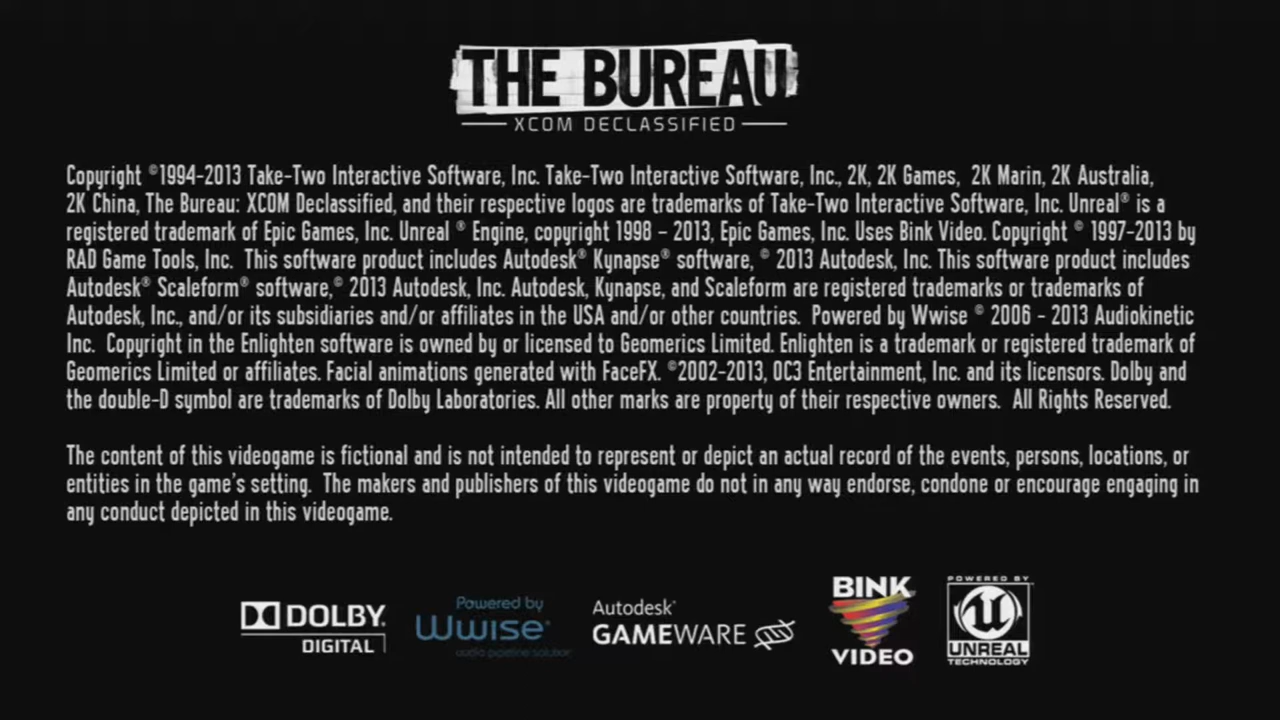 THE BUREAU
XCOM DECLASSIFIED
Copyright ©1994-2013 Take-Two Interactive Software, Inc. Take-Two Interactive Software, Inc., 2K, 2K Games, 2K Marin, 2K Australia,
2K China, The Bureau: XCOM Declassified, and their respective logos are trademarks of Take-Two Interactive Software, Inc. Unreal® is a
registered trademark of Epic Games, Inc. Unreal ® Engine, copyright 1998 – 2013, Epic Games, Inc. Uses Bink Video. Copyright © 1997-2013 by
RAD Game Tools, Inc. This software product includes Autodesk® Kynapse® software, © 2013 Autodesk, Inc. This software product includes
Autodesk® Scaleform® software,© 2013 Autodesk, Inc. Autodesk, Kynapse, and Scaleform are registered trademarks or trademarks of
Autodesk, Inc., and/or its subsidiaries and/or affiliates in the USA and/or other countries. Powered by Wwise © 2006 - 2013 Audiokinetic
Inc. Copyright in the Enlighten software is owned by or licensed to Geomerics Limited. Enlighten is a trademark or registered trademark of
Geomerics Limited or affiliates. Facial animations generated with FaceFX. ©2002-2013, OC3 Entertainment, Inc. and its licensors. Dolby and
the double-D symbol are trademarks of Dolby Laboratories. All other marks are property of their respective owners. All Rights Reserved.
The content of this videogame is fictional and is not intended to represent or depict an actual record of the events, persons, locations, or
entities in the game's setting. The makers and publishers of this videogame do not in any way endorse, condone or encourage engaging in
any conduct depicted in this videogame.
DOLBY.
DIGITAL
Powered by
Wwise®
audio pipeline solution
Autodesk®
GAMEWARE
BINK
VIDEO
POWERED BY
UNREAL
TECHNOLOGY